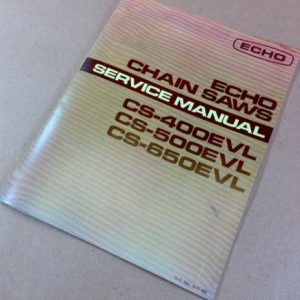 ECHO
ECHO
CHAIN SAWS
SERVICE MANUAL
CS-400EVL
CS-500EVL
CS-650EVL